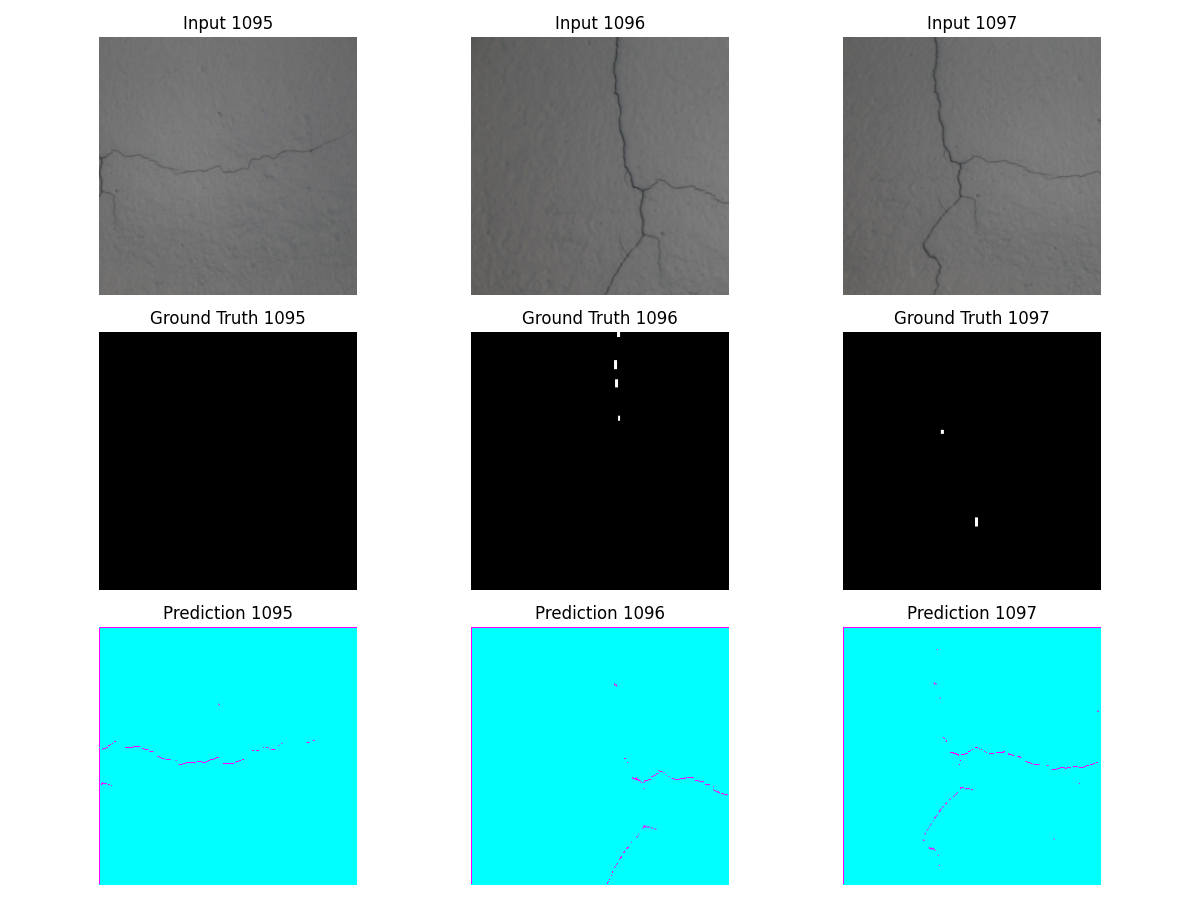 Input 1095
Input 1096
Input 1097
Ground Truth 1095
Ground Truth 1096
Ground Truth 1097
Prediction 1095
Prediction 1096
Prediction 1097